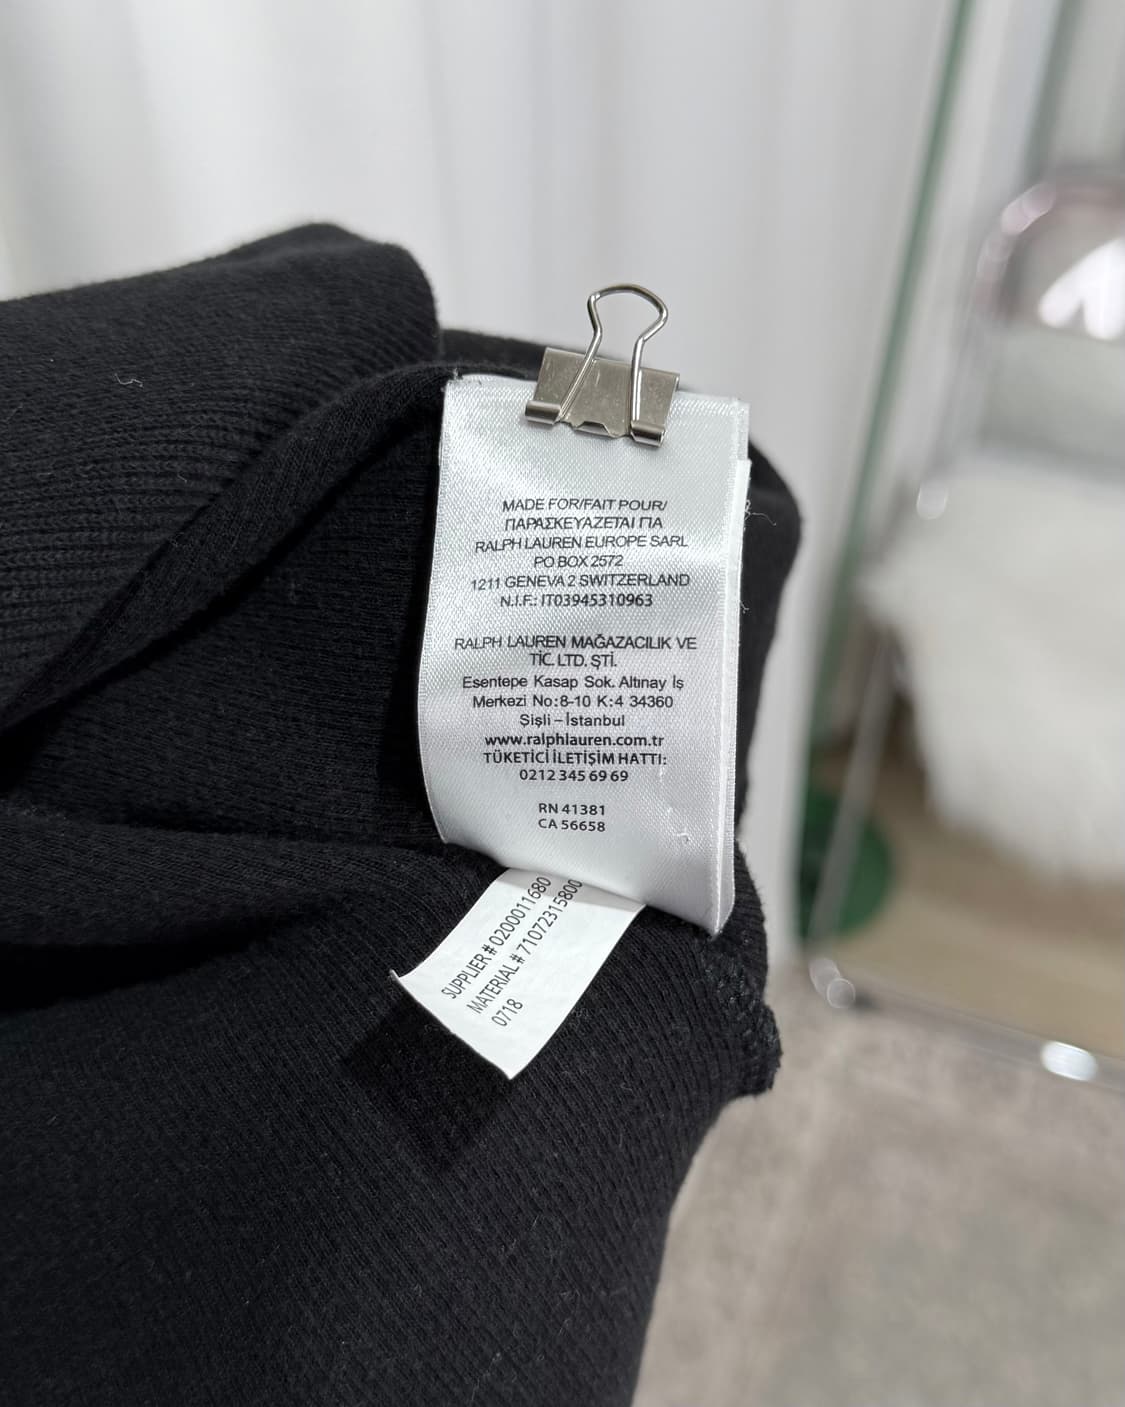 MADE FOR/FAIT POUR/
ΠΑΡΑΣΚΕΥΑΖΕΤΑΙ ΓΙΑ
RALPH LAUREN EUROPE SARL
PO BOX 2572
1211 GENEVA 2 SWITZERLAND
N.I.F.: IT03945310963
RALPH LAUREN MAĞAZACILIK VE
TİC. LTD. ŞTİ.
Esentepe Kasap Sok. Altınay İş
Merkezi No:8-10 K:4 34360
Şişli – İstanbul
www.ralphlauren.com.tr
TÜKETİCİ İLETİŞİM HATTI:
0212 345 69 69
RN 41381
CA 56658
SUPPLIER # 0200011680
MATERIAL # 71072315800
0718